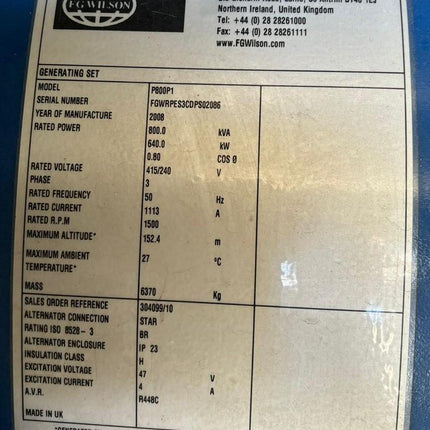 FG WILSON
Northern Ireland, United Kingdom
Tel: +44 (0) 28 28261000
Fax: +44 (0) 28 28261111
www.FGWilson.com
GENERATING SET
MODEL P800P1
SERIAL NUMBER FGWRPES3CDPS02086
YEAR OF MANUFACTURE 2008
RATED POWER 800.0 kVA
640.0 kW
0.80 COS Ø
RATED VOLTAGE 415/240 V
PHASE 3
RATED FREQUENCY 50 Hz
RATED CURRENT 1113 A
RATED R.P.M 1500
MAXIMUM ALTITUDE* 152.4 m
MAXIMUM AMBIENT 27 °C
TEMPERATURE*
MASS 6370 Kg
SALES ORDER REFERENCE 304099/10
ALTERNATOR CONNECTION STAR
RATING ISO 8528 - 3 BR
ALTERNATOR ENCLOSURE IP 23
INSULATION CLASS H
EXCITATION VOLTAGE 47 V
EXCITATION CURRENT 4 A
A.V.R. R448C
MADE IN UK